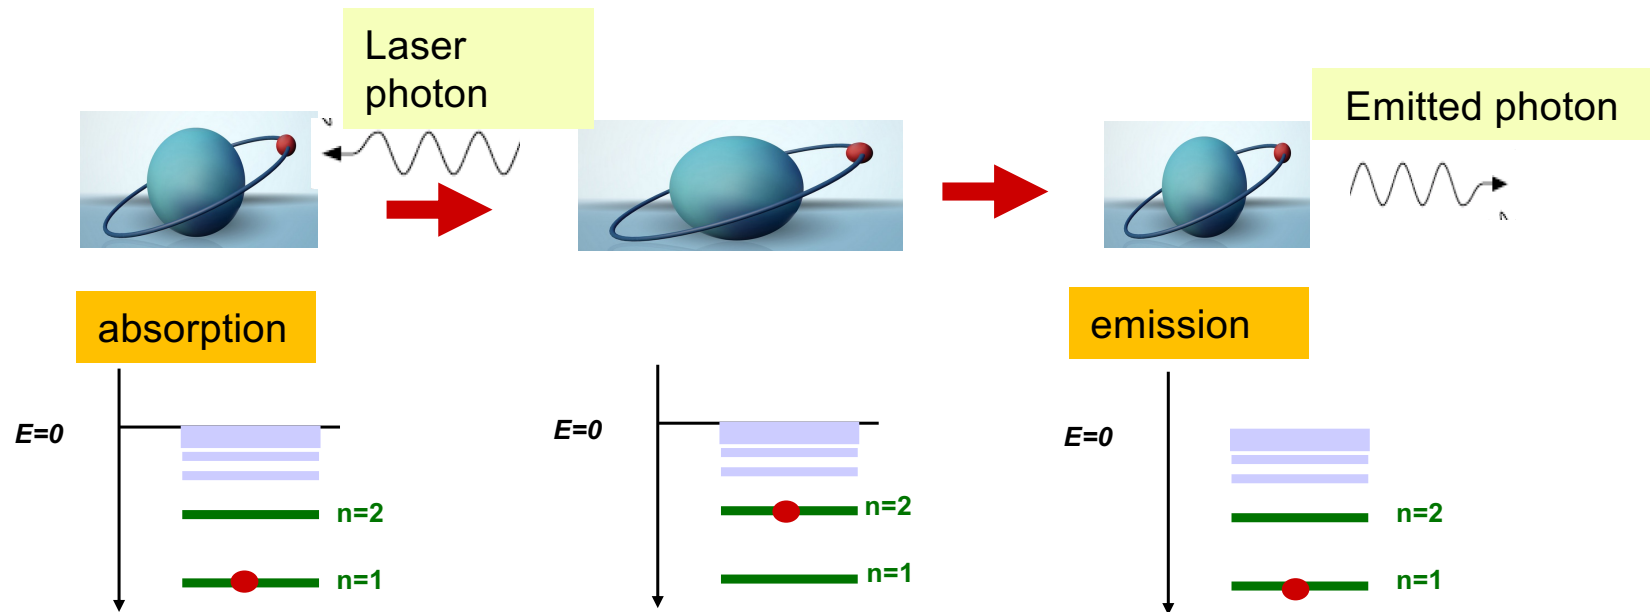 Laser
photon
Emitted photon
absorption
emission
E=0
n=2
n=1
E=0
n=2
n=1
E=0
n=2
n=1